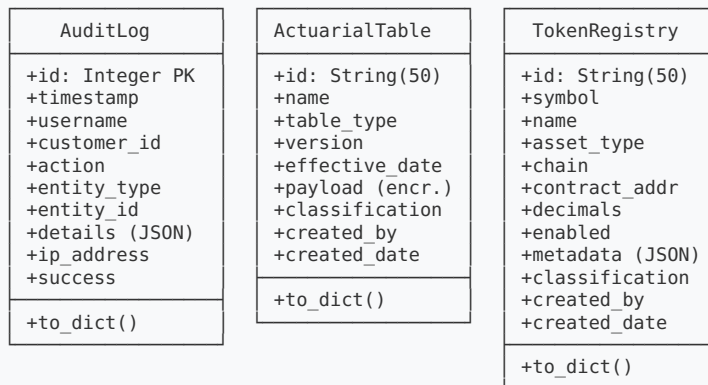 AuditLog
+id: Integer PK
+timestamp
+username
+customer_id
+action
+entity_type
+entity_id
+details (JSON)
+ip_address
+success
+to_dict()
ActuarialTable
+id: String(50)
+name
+table_type
+version
+effective_date
+payload (encr.)
+classification
+created_by
+created_date
+to_dict()
TokenRegistry
+id: String(50)
+symbol
+name
+asset_type
+chain
+contract_addr
+decimals
+enabled
+metadata (JSON)
+classification
+created_by
+created_date
+to_dict()